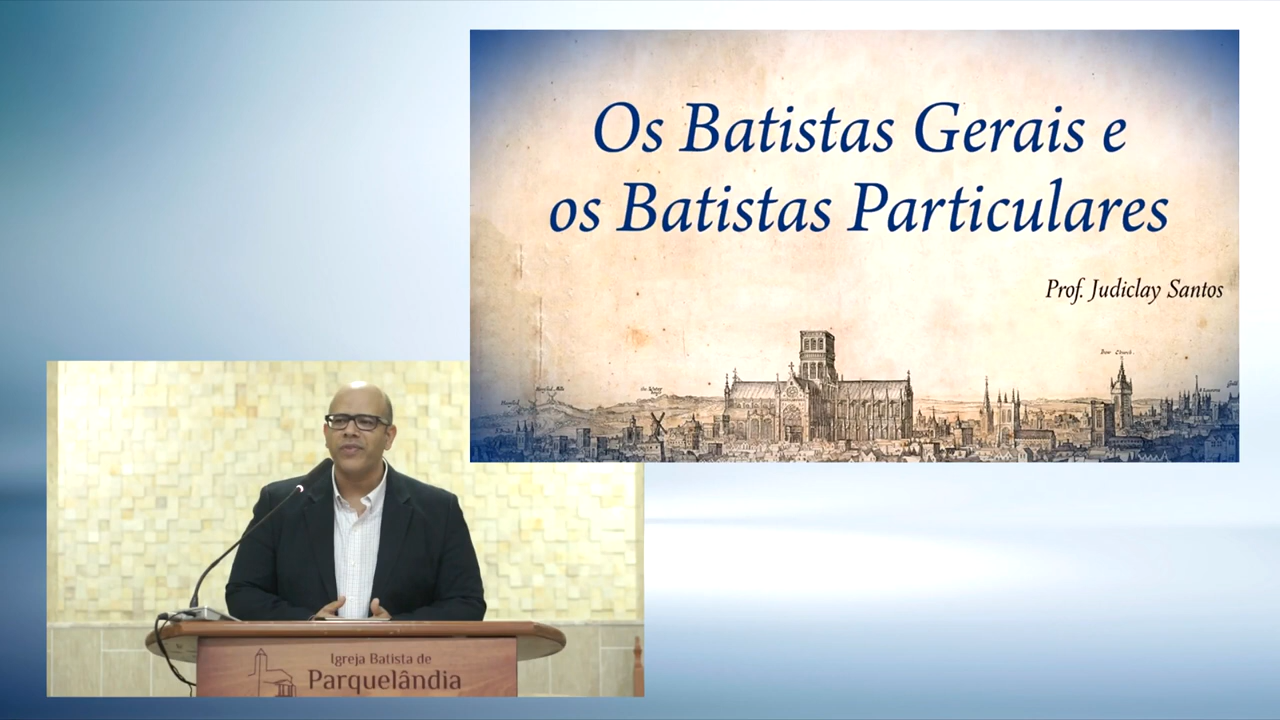 Os Batistas Gerais e
os Batistas Particulares
Prof. Judiclay Santos
Igreja Batista de
Parquelândia